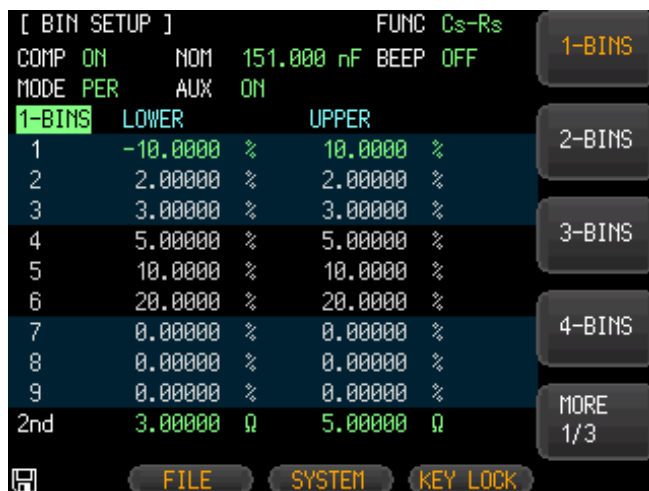 [ BIN SETUP ] FUNC Cs-Rs
COMP ON NOM 151.000 nF BEEP OFF
MODE PER AUX ON
1-BINS LOWER UPPER
1 -10.0000 % 10.0000 %
2 2.00000 % 2.00000 %
3 3.00000 % 3.00000 %
4 5.00000 % 5.00000 %
5 10.0000 % 10.0000 %
6 20.0000 % 20.0000 %
7 0.00000 % 0.00000 %
8 0.00000 % 0.00000 %
9 0.00000 % 0.00000 %
2nd 3.00000 Ω 5.00000 Ω
1-BINS
2-BINS
3-BINS
4-BINS
MORE
1/3
FILE SYSTEM KEY LOCK